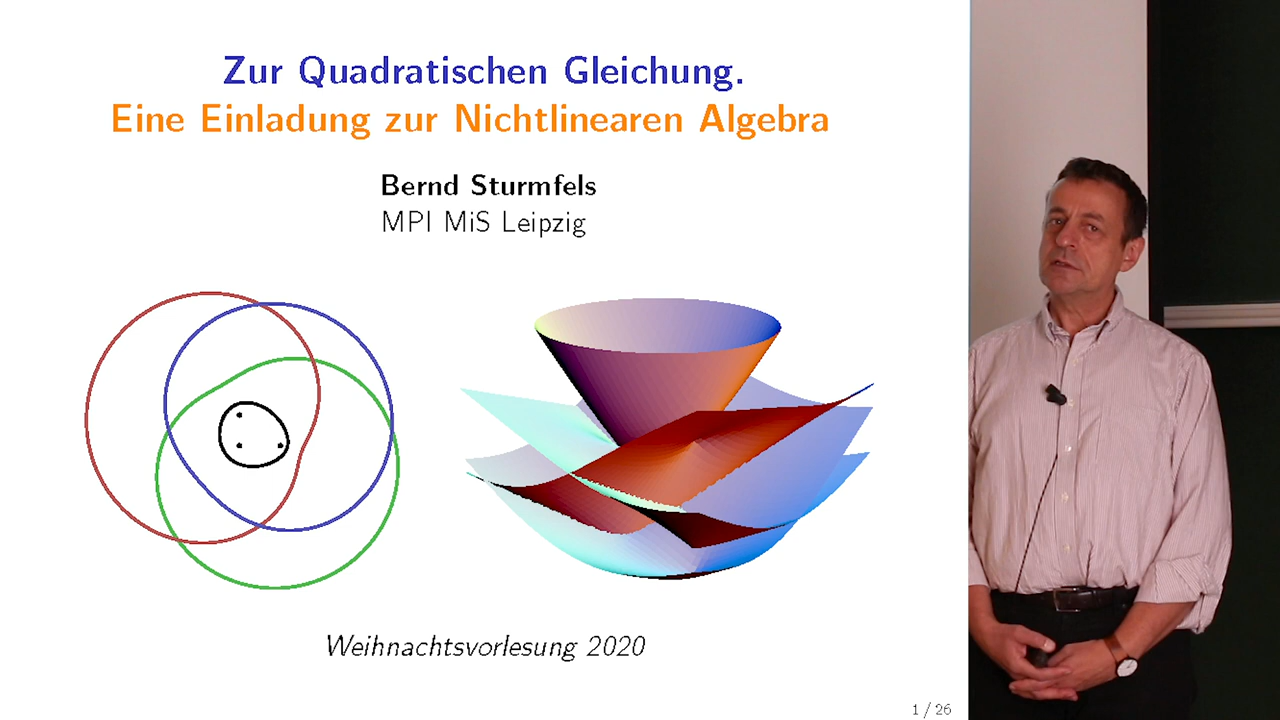 Zur Quadratischen Gleichung.
Eine Einladung zur Nichtlinearen Algebra
Bernd Sturmfels
MPI MiS Leipzig
Weihnachtsvorlesung 2020
1 / 26